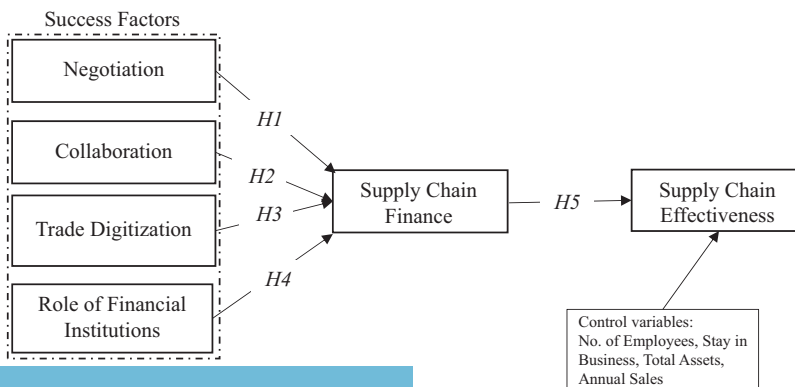 Success Factors
Negotiation
H1
Collaboration
H2
Supply Chain
Finance
H5
Supply Chain
Effectiveness
H3
Trade Digitization
H4
Role of Financial
Institutions
Control variables:
No. of Employees, Stay in
Business, Total Assets,
Annual Sales